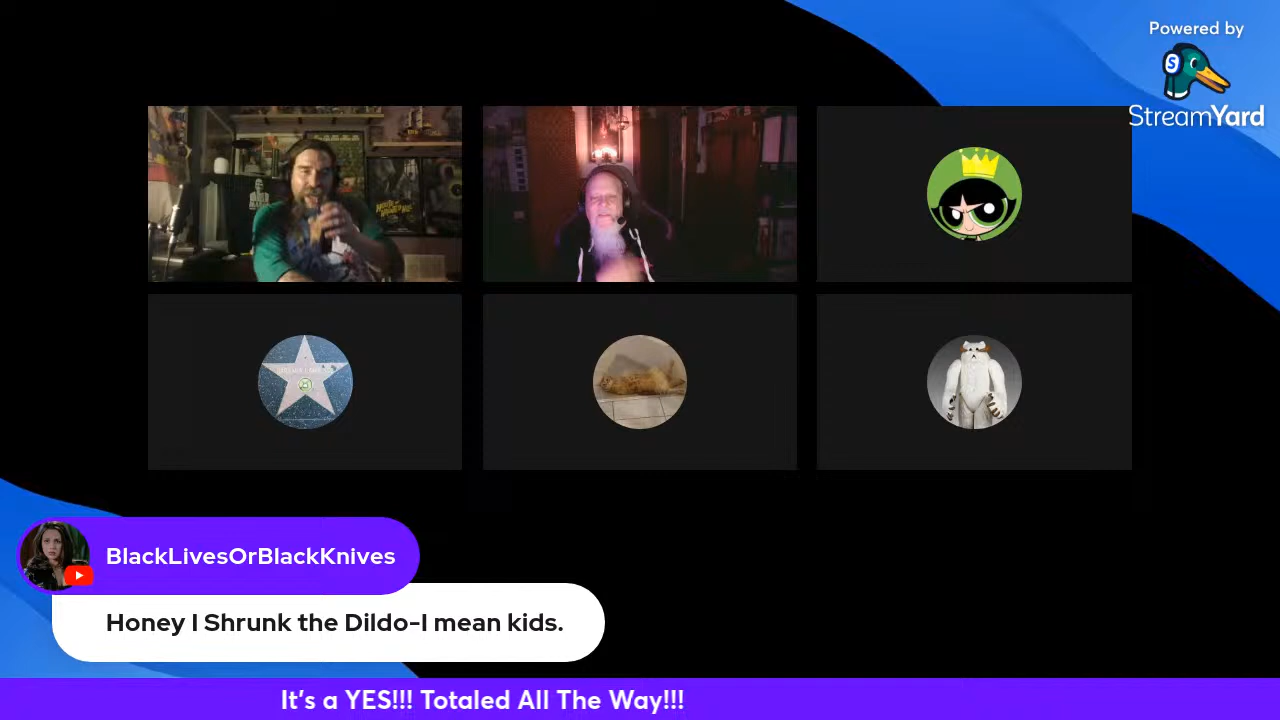 Powered by
StreamYard
BlackLivesOrBlackKnives
Honey I Shrunk the Dildo-I mean kids.
It's a YES!!! Totaled All The Way!!!